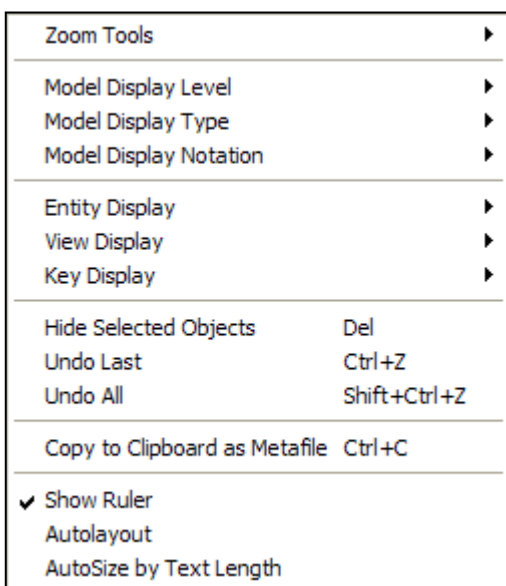 Zoom Tools
Model Display Level
Model Display Type
Model Display Notation
Entity Display
View Display
Key Display
Hide Selected Objects Del
Undo Last Ctrl+Z
Undo All Shift+Ctrl+Z
Copy to Clipboard as Metafile Ctrl+C
Show Ruler
Autolayout
AutoSize by Text Length